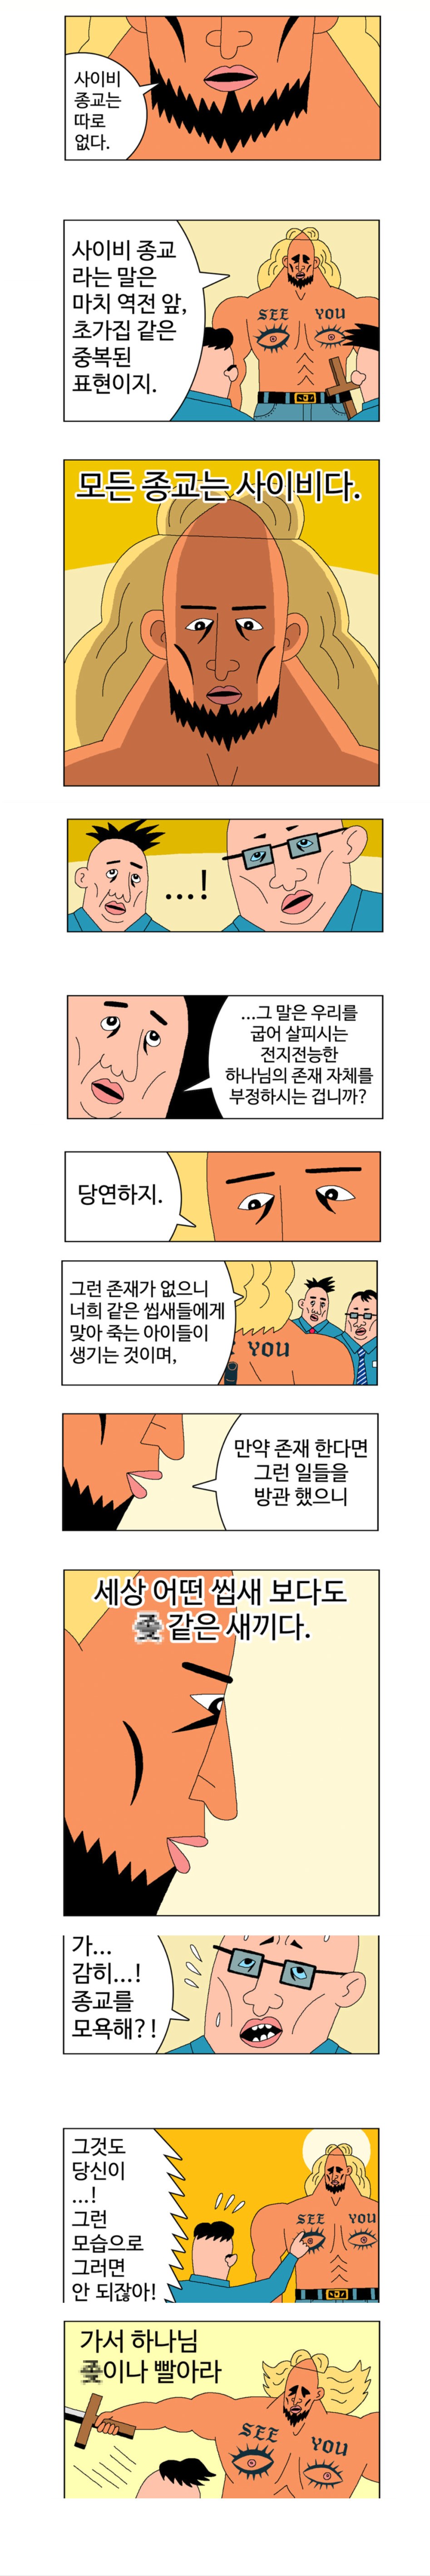 사이비
종교는
따로
없다.
사이비 종교
라는 말은
마치 역전 앞,
초가집 같은
중복된
표현이지.
SEE YOU
모든 종교는 사이비다.
...!
...그 말은 우리를
굽어 살피시는
전지전능한
하나님의 존재 자체를
부정하시는 겁니까?
당연하지.
그런 존재가 없으니
너희 같은 씹새들에게
맞아 죽는 아이들이
생기는 것이며,
YOU
만약 존재 한다면
그런 일들을
방관 했으니
세상 어떤 씹새 보다도
같은 새끼다.
가...
감히...!
종교를
모욕해?!
그것도
당신이
...!
그런
모습으로
그러면
안 되잖아!
SEE YOU
가서 하나님
이나 빨아라
SEE YOU